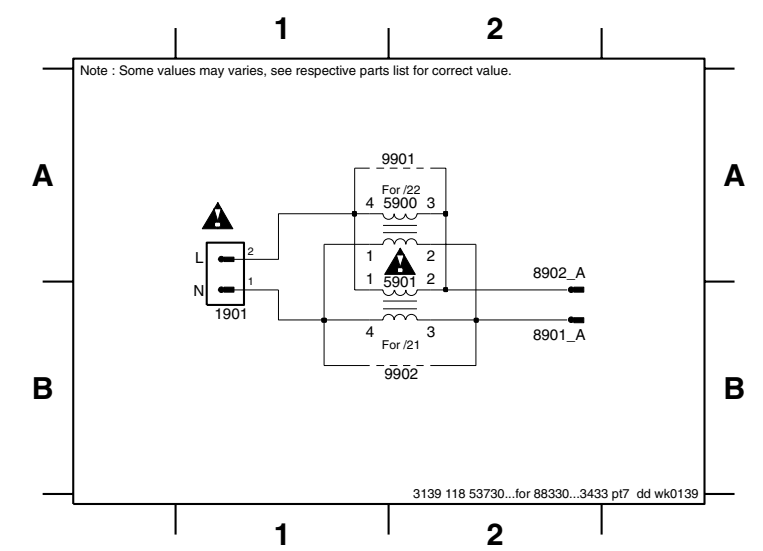 1 2
Note : Some values may varies, see respective parts list for correct value.
A A
9901
For /22
4 5900 3
L 2
1 2
N 1
1 5901 2
8902_A
1901
4 3
8901_A
For /21
9902
B B
3139 118 53730...for 88330...3433 pt7 dd wk0139
1 2